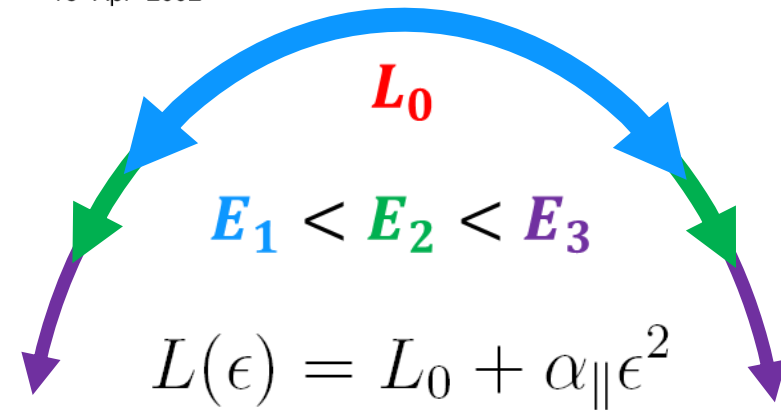 L₀
E₁ < E₂ < E₃
L(ϵ) = L₀ + α∥ϵ²